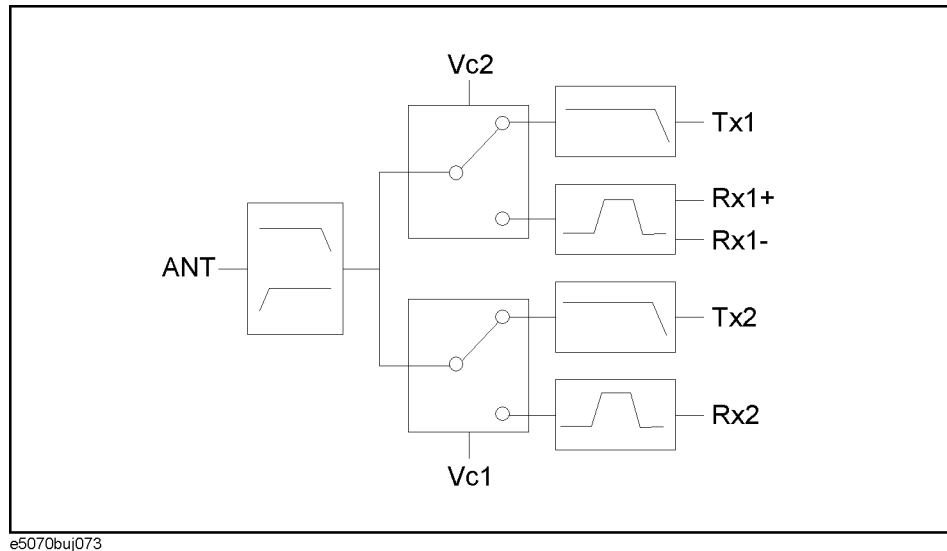 Vc2
Tx1
Rx1+
Rx1-
ANT
Tx2
Rx2
Vc1
e5070buj073